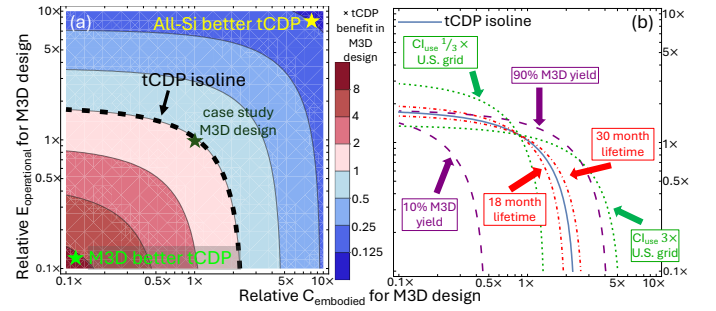 (a)
All-Si better tCDP
tCDP isoline
case study
M3D design
M3D better tCDP
10×
5×
1×
0.5×
0.1×
Relative E_operational for M3D design
0.1×
0.5×
1×
5×
10×
× tCDP
benefit in
M3D
design
8
4
2
1
0.5
0.25
0.125
(b)
tCDP isoline
CI_use 1/3 ×
U.S. grid
90% M3D yield
30 month
lifetime
18 month
lifetime
10% M3D
yield
CI_use 3×
U.S. grid
10×
5×
1×
0.5×
0.1×
0.1×
0.5×
1×
5×
10×
Relative C_embodied for M3D design